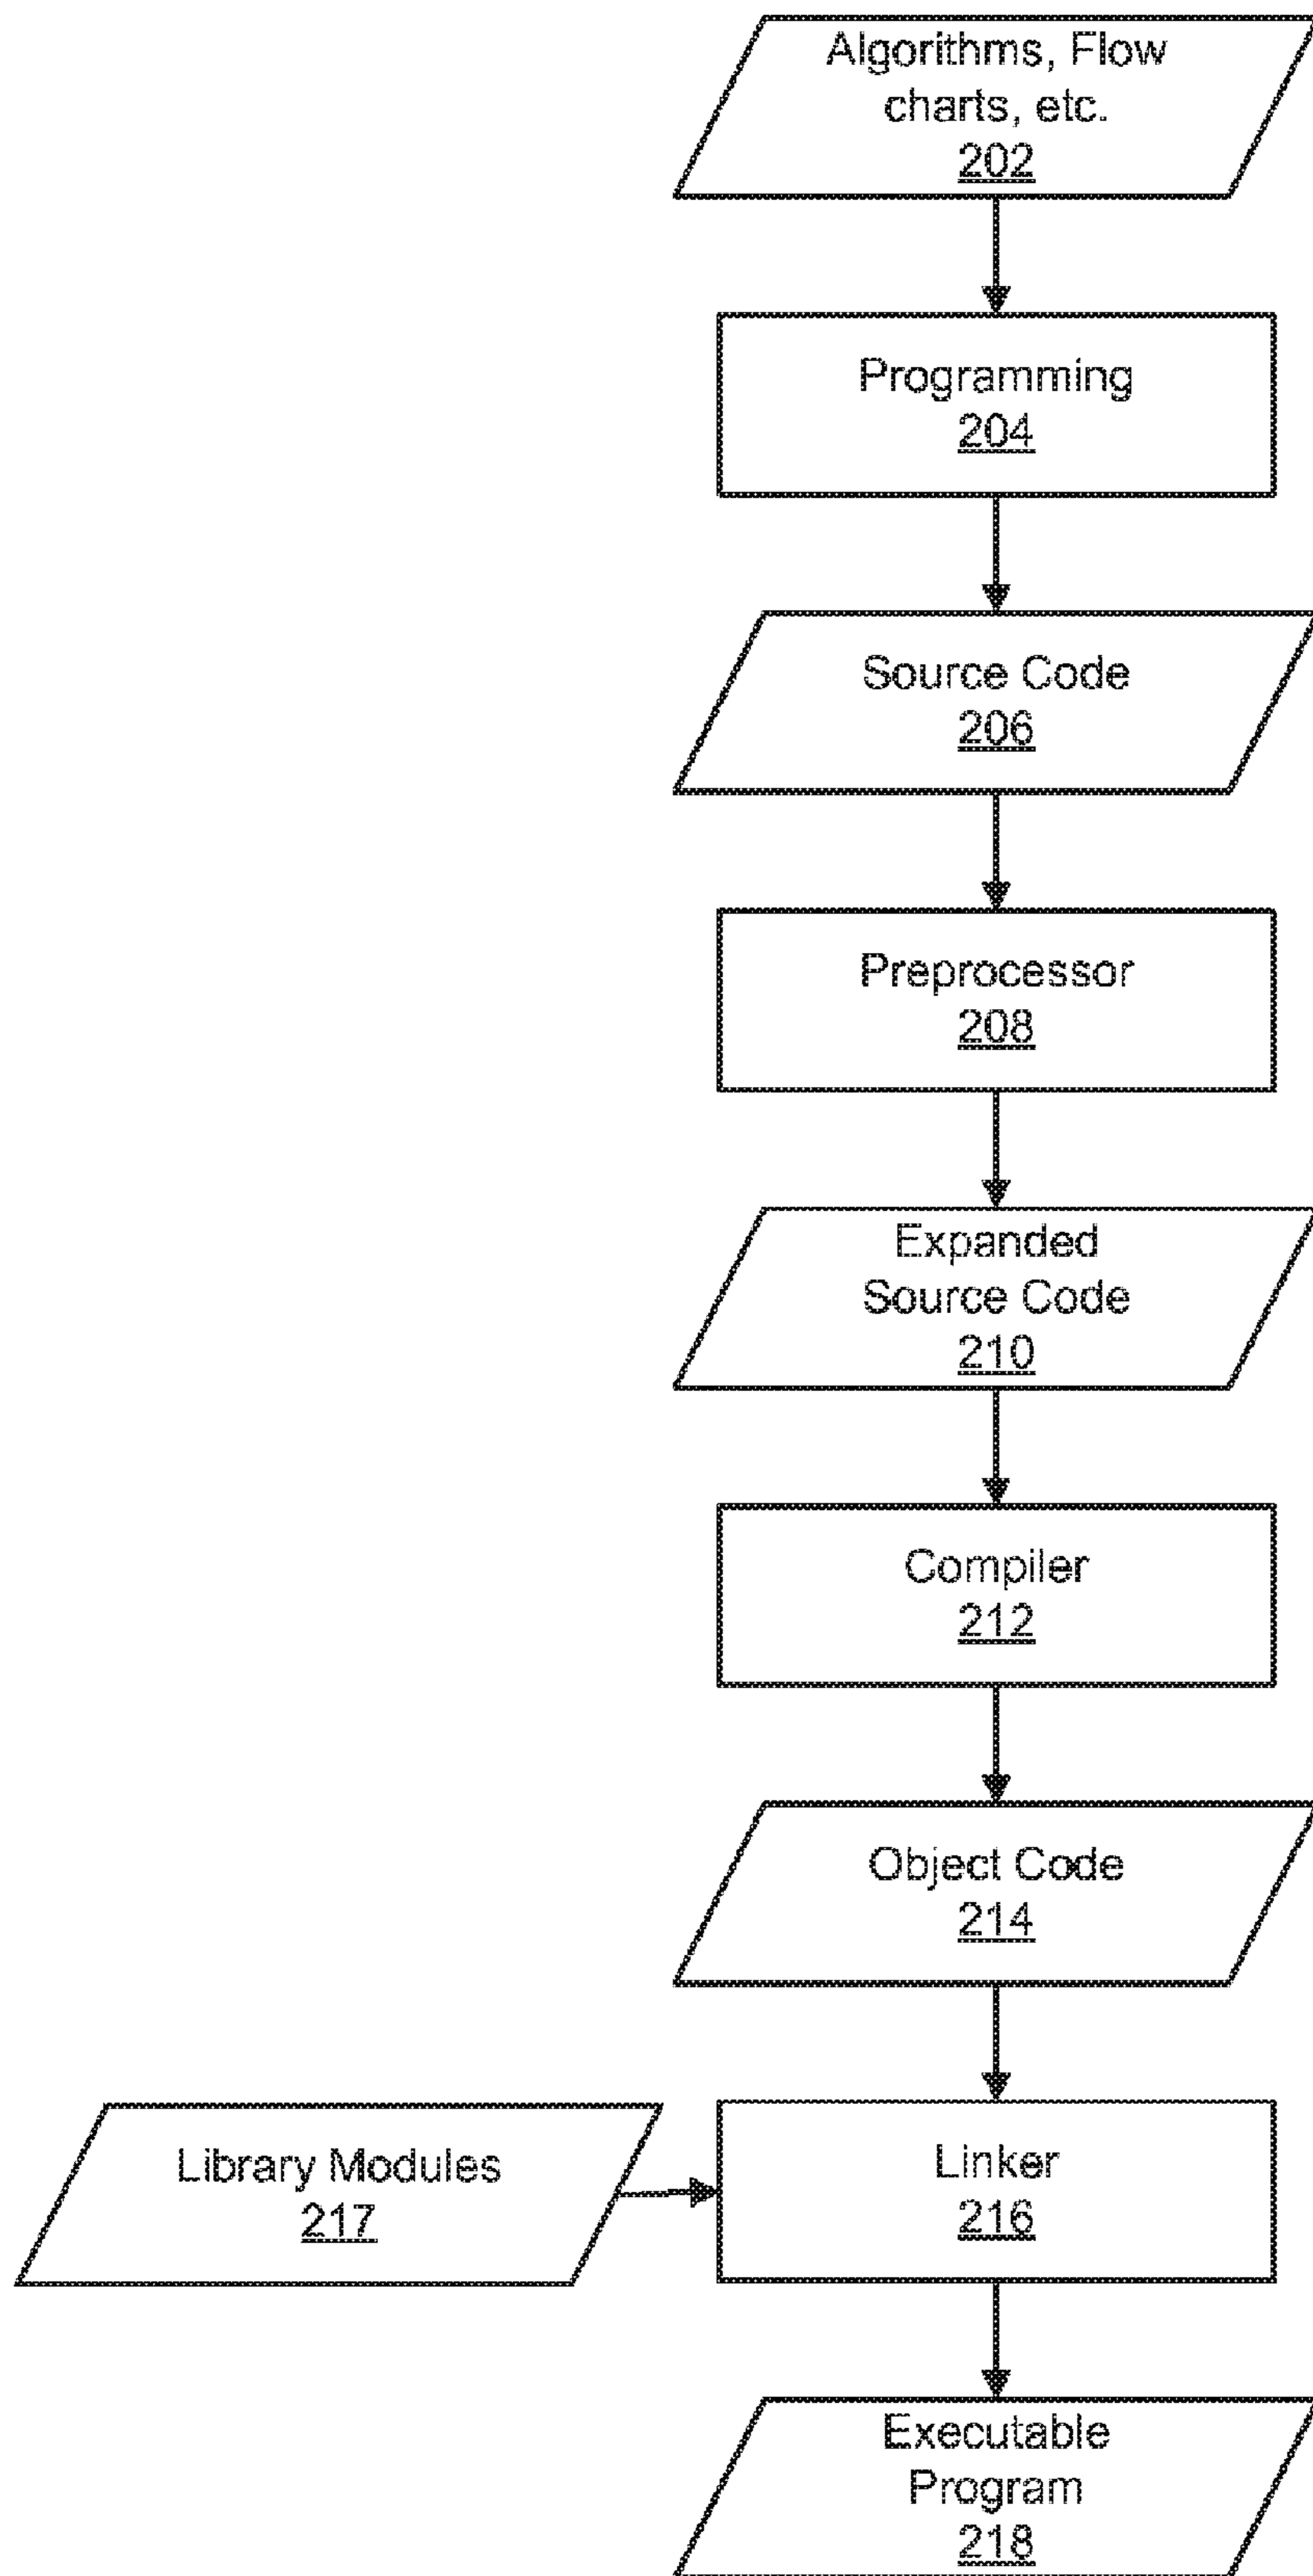 Algorithms, Flow
charts, etc.
202
Programming
204
Source Code
206
Preprocessor
208
Expanded
Source Code
210
Compiler
212
Object Code
214
Library Modules
217
Linker
216
Executable
Program
218